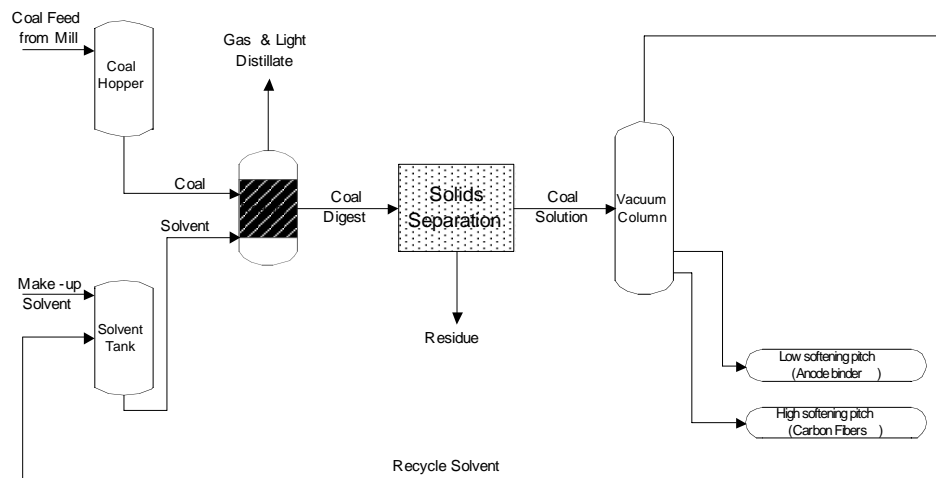 Coal Feed
from Mill
Coal
Hopper
Gas & Light
Distillate
Coal
Solvent
Coal
Digest
Solids
Separation
Coal
Solution
Vacuum
Column
Make -up
Solvent
Solvent
Tank
Residue
Low softening pitch
(Anode binder )
High softening pitch
(Carbon Fibers )
Recycle Solvent